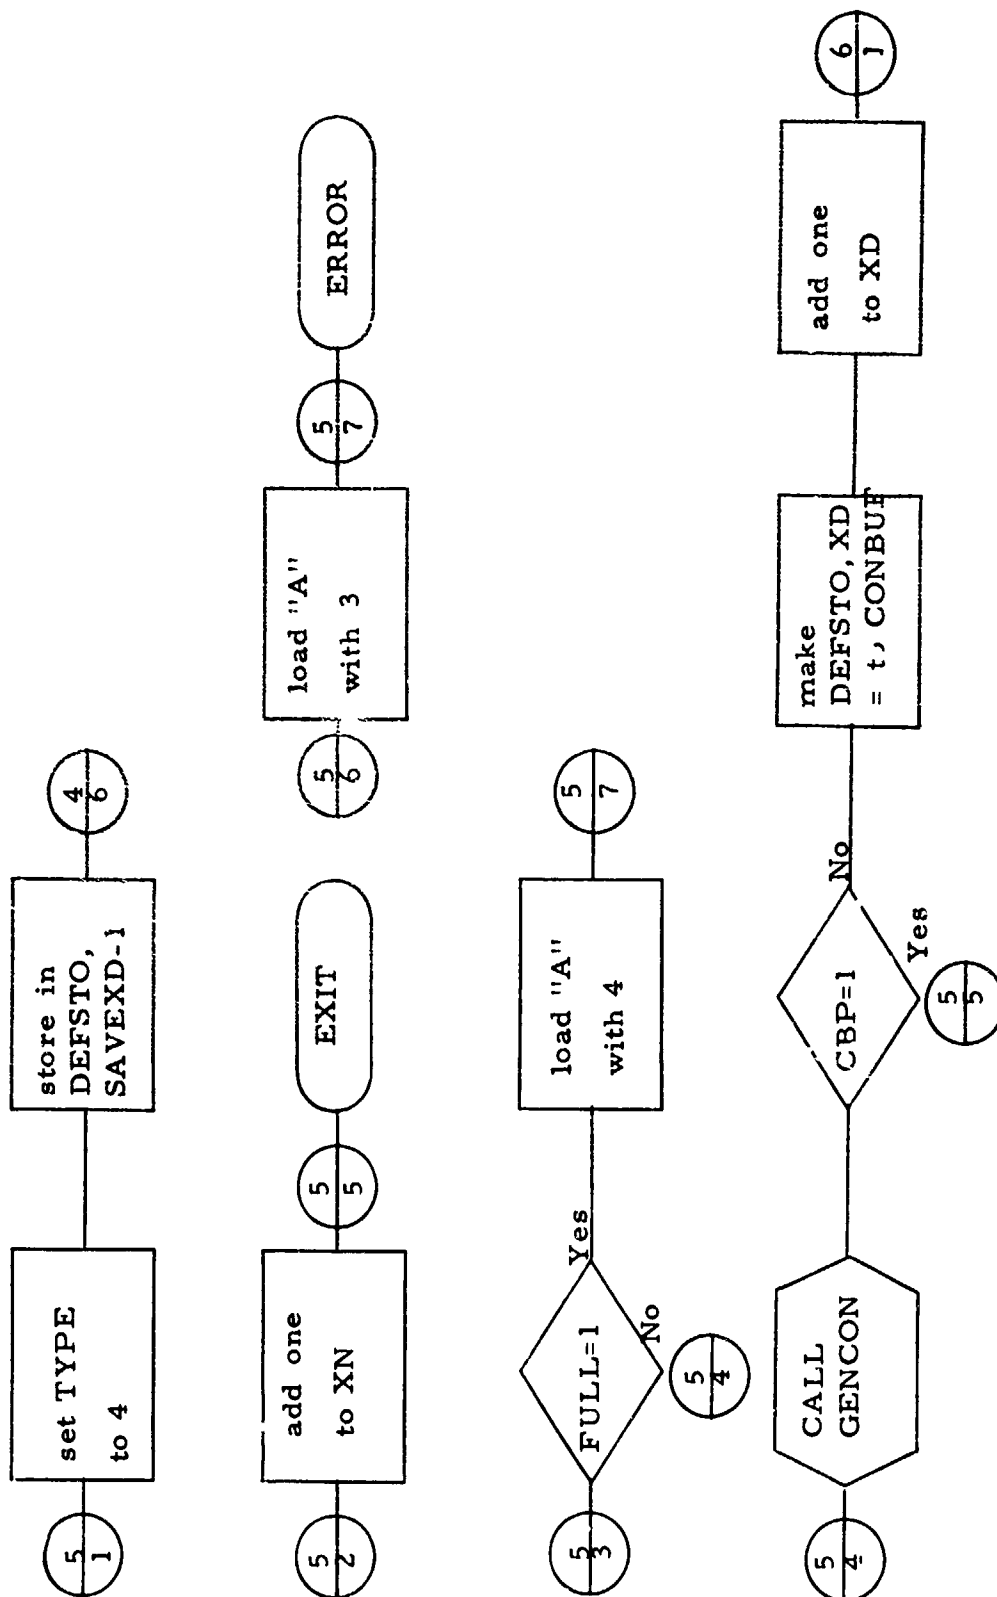 5
1
set TYPE
to 4
store in
DEFSTO,
SAVEXD-1
4
6
5
2
add one
to XN
5
5
EXIT
5
6
load "A"
with 3
5
7
ERROR
5
3
FULL=1
Yes
No
5
4
load "A"
with 4
5
7
5
4
CALL
GENCON
CBP=1
No
Yes
5
5
make
DEFSTO, XD
= t, CONBUF
add one
to XD
6
1